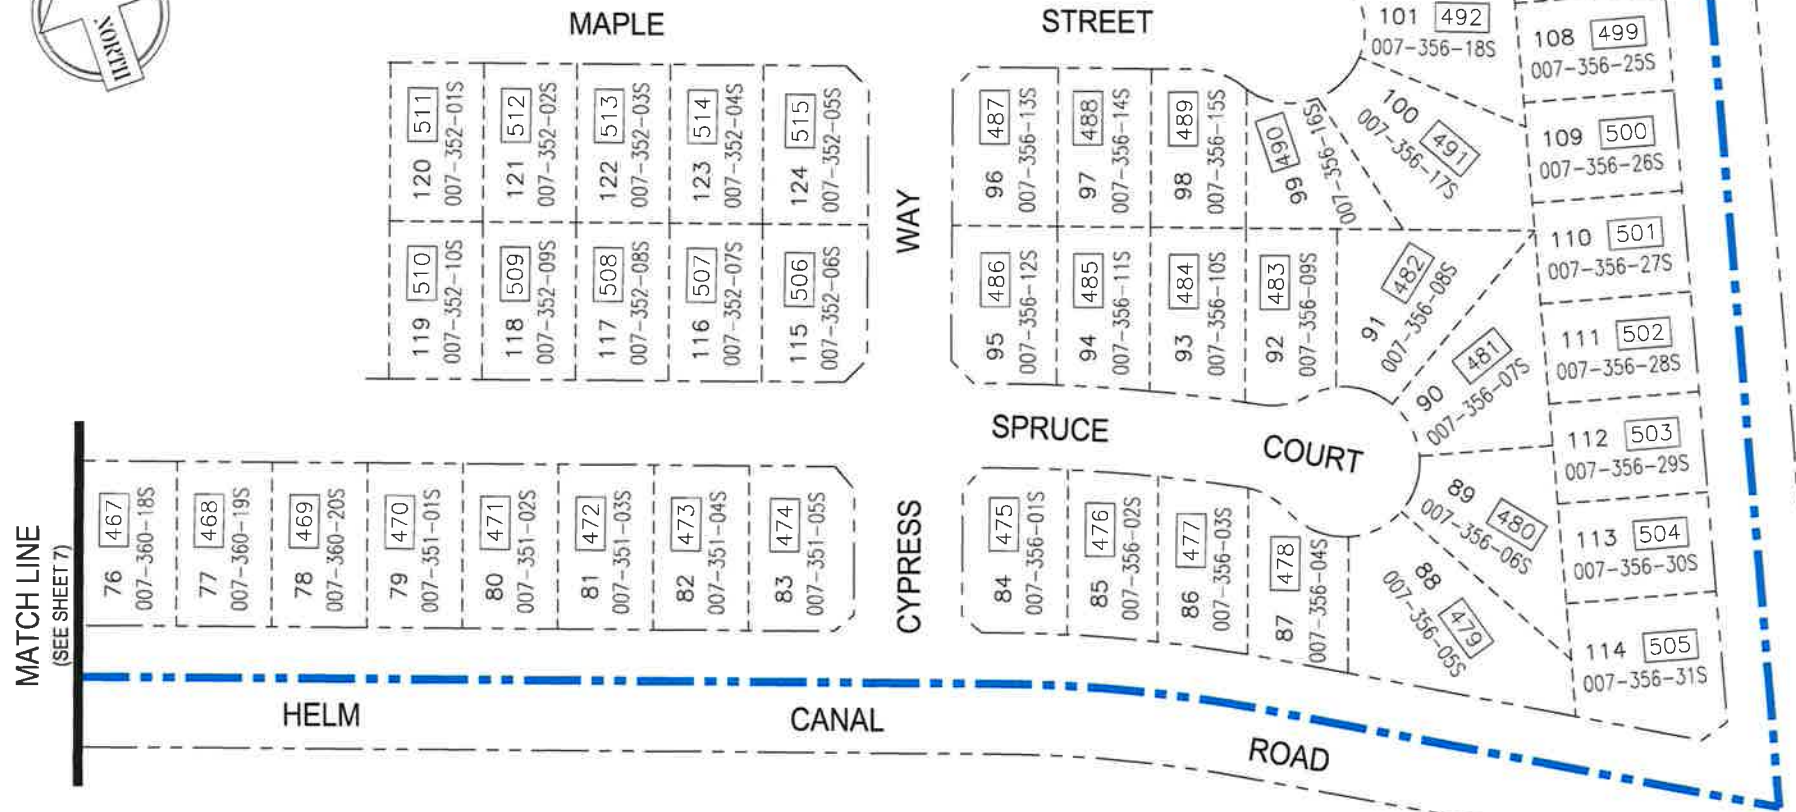 NORTH
MAPLE
STREET
101 492
007-356-18S
108 499
007-356-25S
120 511
007-352-01S
121 512
007-352-02S
122 513
007-352-03S
123 514
007-352-04S
124 515
007-352-05S
96 487
007-356-13S
97 488
007-356-14S
98 489
007-356-15S
99 490
007-356-16S
100 491
007-356-17S
109 500
007-356-26S
119 510
007-352-10S
118 509
007-352-09S
117 508
007-352-08S
116 507
007-352-07S
115 506
007-352-06S
WAY
95 486
007-356-12S
94 485
007-356-11S
93 484
007-356-10S
92 483
007-356-09S
91 482
007-356-08S
90 481
007-356-07S
110 501
007-356-27S
111 502
007-356-28S
SPRUCE
COURT
112 503
007-356-29S
MATCH LINE
(SEE SHEET 7)
76 467
007-360-18S
77 468
007-360-19S
78 469
007-360-20S
79 470
007-351-01S
80 471
007-351-02S
81 472
007-351-03S
82 473
007-351-04S
83 474
007-351-05S
CYPRESS
84 475
007-356-01S
85 476
007-356-02S
86 477
007-356-03S
87 478
007-356-04S
88 479
007-356-05S
89 480
007-356-06S
113 504
007-356-30S
114 505
007-356-31S
HELM
CANAL
ROAD